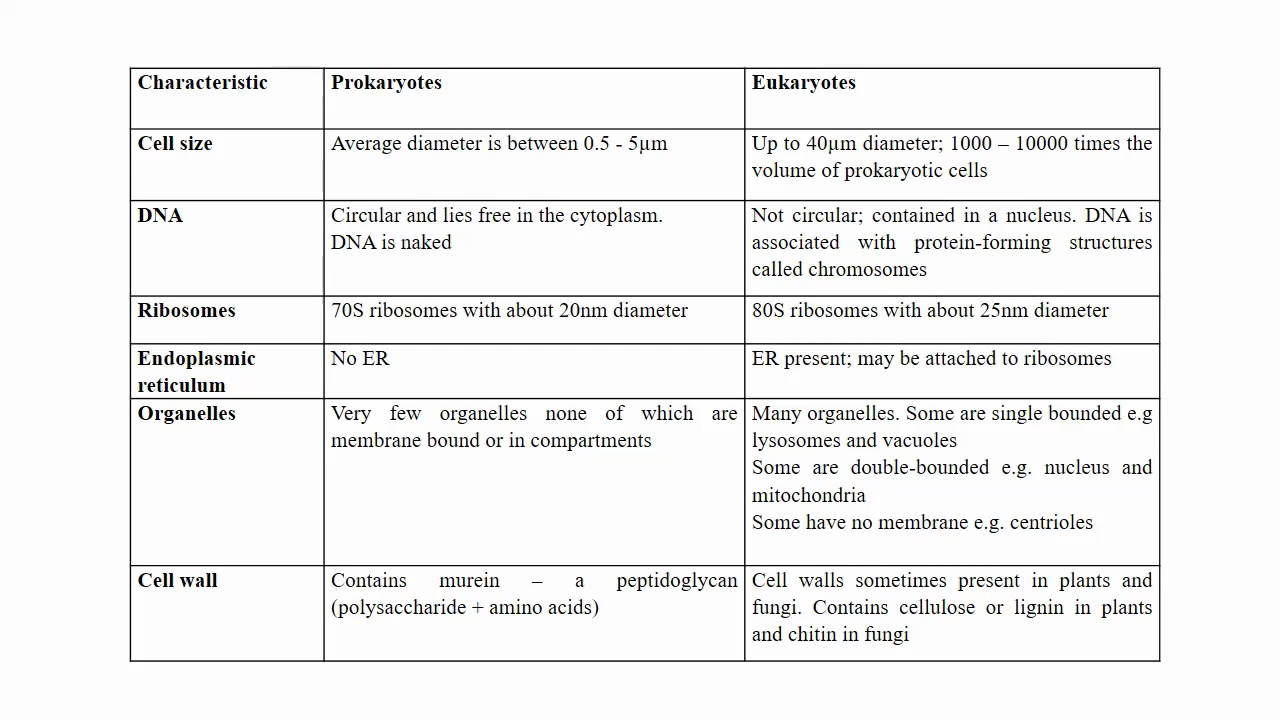 Characteristic
Prokaryotes
Eukaryotes
Cell size
Average diameter is between 0.5 - 5µm
Up to 40µm diameter; 1000 – 10000 times the
volume of prokaryotic cells
DNA
Circular and lies free in the cytoplasm.
DNA is naked
Not circular; contained in a nucleus. DNA is
associated with protein-forming structures
called chromosomes
Ribosomes
70S ribosomes with about 20nm diameter
80S ribosomes with about 25nm diameter
Endoplasmic
reticulum
No ER
ER present; may be attached to ribosomes
Organelles
Very few organelles none of which are
membrane bound or in compartments
Many organelles. Some are single bounded e.g
lysosomes and vacuoles
Some are double-bounded e.g. nucleus and
mitochondria
Some have no membrane e.g. centrioles
Cell wall
Contains murein – a peptidoglycan
(polysaccharide + amino acids)
Cell walls sometimes present in plants and
fungi. Contains cellulose or lignin in plants
and chitin in fungi